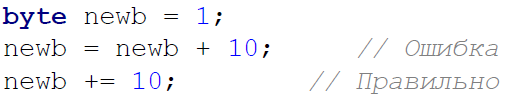 byte newb = 1;
newb = newb + 10; // Ошибка
newb += 10; // Правильно